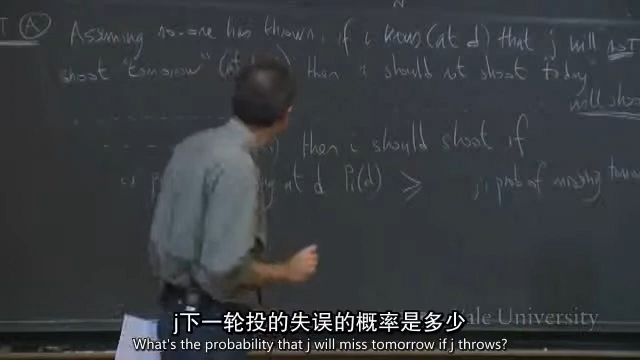 A Assuming no-one has thrown, if i knows (at d) that j will not
shoot "tomorrow" then i should not shoot "today"
will shoot
then i should shoot if
at d Pi(d) ≥ j's prob of missing
j下一轮投的失误的概率是多少
Yale University
What's the probability that j will miss tomorrow if j throws?